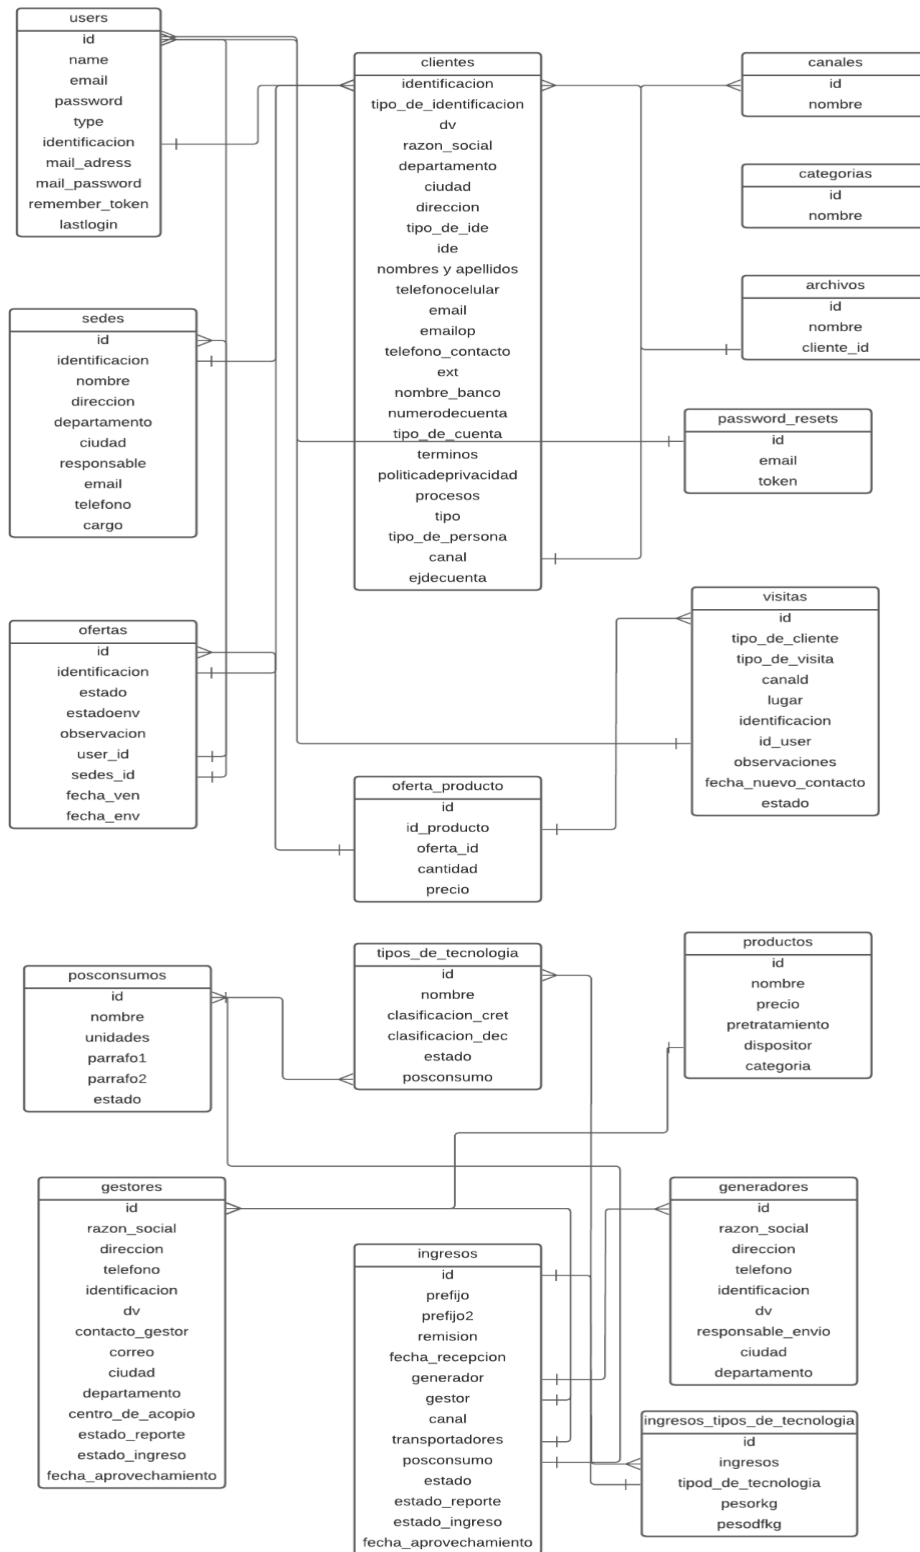 users
id
name
email
password
type
identificacion
mail_adress
mail_password
remember_token
lastlogin
clientes
identificacion
tipo_de_identificacion
dv
razon_social
departamento
ciudad
direccion
tipo_de_ide
ide
nombres y apellidos
telefonocelular
email
emailop
telefono_contacto
ext
nombre_banco
numerodecuenta
tipo_de_cuenta
terminos
politicadeprivacidad
procesos
tipo
tipo_de_persona
canal
ejdecuenta
canales
id
nombre
categorias
id
nombre
archivos
id
nombre
cliente_id
sedes
id
identificacion
nombre
direccion
departamento
ciudad
responsable
email
telefono
cargo
password_resets
id
email
token
visitas
id
tipo_de_cliente
tipo_de_visita
canald
lugar
identificacion
id_user
observaciones
fecha_nuevo_contacto
estado
ofertas
id
identificacion
estado
estadoenv
observacion
user_id
sedes_id
fecha_ven
fecha_env
oferta_producto
id
id_producto
oferta_id
cantidad
precio
posconsumos
id
nombre
unidades
parrafo1
parrafo2
estado
tipos_de_tecnologia
id
nombre
clasificacion_cret
clasificacion_dec
estado
posconsumo
productos
id
nombre
precio
pretratamiento
dispositor
categoria
gestores
id
razon_social
direccion
telefono
identificacion
dv
contacto_gestor
correo
ciudad
departamento
centro_de_acopio
estado_reporte
estado_ingreso
fecha_aprovechamiento
ingresos
id
prefijo
prefijo2
remision
fecha_recepcion
generador
gestor
canal
transportadores
posconsumo
estado
estado_reporte
estado_ingreso
fecha_aprovechamiento
generadores
id
razon_social
direccion
telefono
identificacion
dv
responsable_envio
ciudad
departamento
ingresos_tipos_de_tecnologia
id
ingresos
tipod_de_tecnologia
pesorkg
pesodfkg